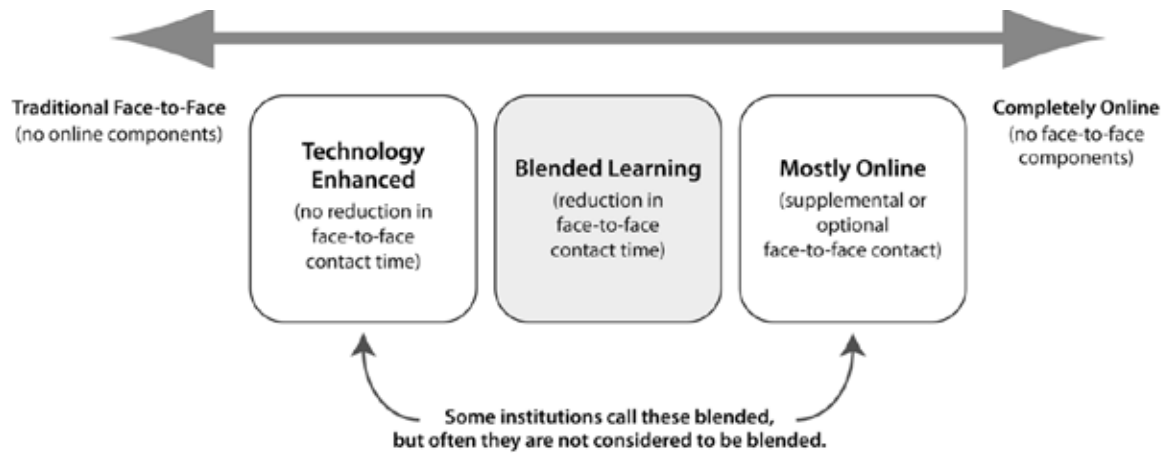 Traditional Face-to-Face
(no online components)
Technology
Enhanced
(no reduction in
face-to-face
contact time)
Blended Learning
(reduction in
face-to-face
contact time)
Mostly Online
(supplemental or
optional
face-to-face contact)
Completely Online
(no face-to-face
components)
Some institutions call these blended,
but often they are not considered to be blended.